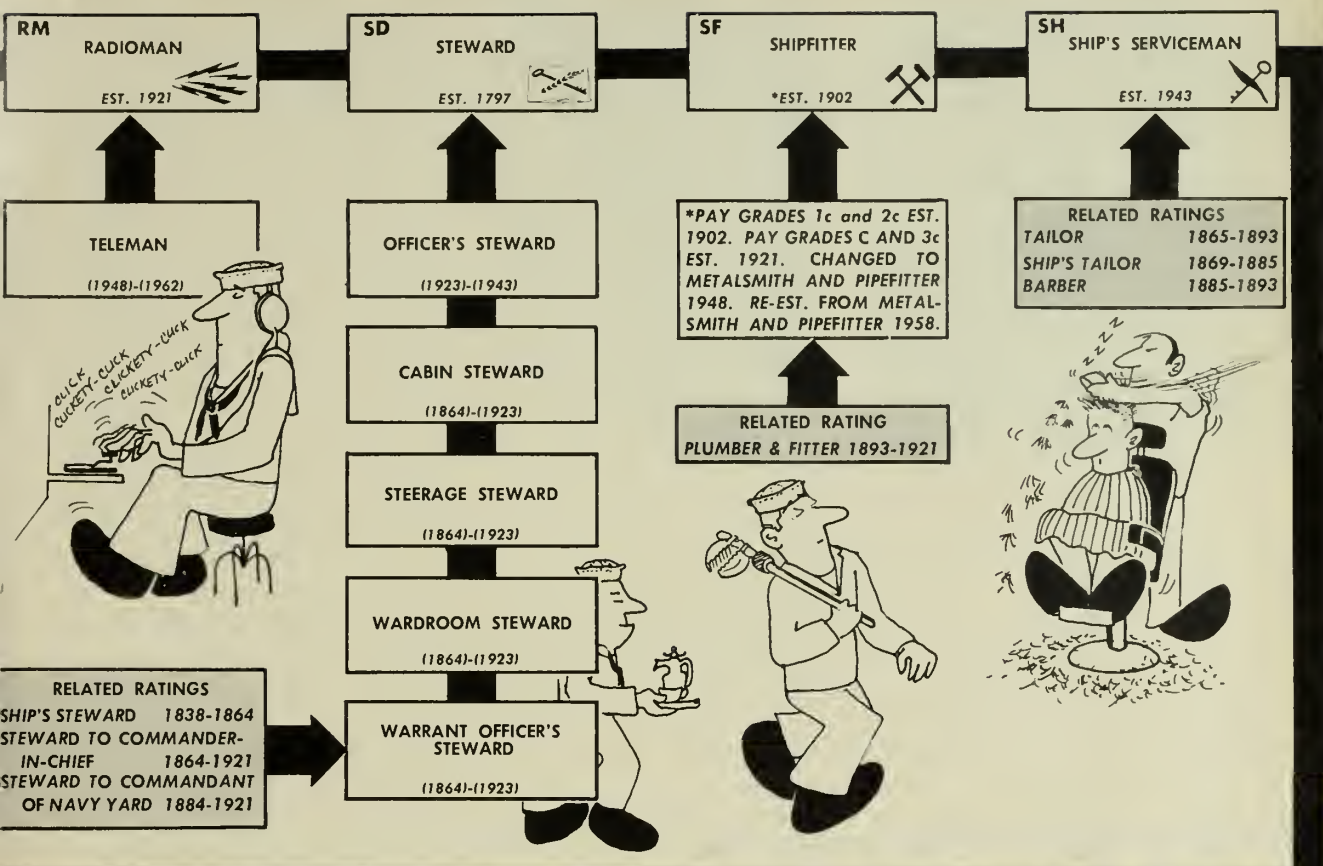 RM
RADIOMAN
EST. 1921
TELEMAN
(1948)-(1962)
CLICK
CLICKETY-CLICK
CLICKETY-CLICK
CLICKETY-CLICK
SD
STEWARD
EST. 1797
OFFICER'S STEWARD
(1923)-(1943)
CABIN STEWARD
(1864)-(1923)
STEERAGE STEWARD
(1864)-(1923)
WARDROOM STEWARD
(1864)-(1923)
WARRANT OFFICER'S
STEWARD
(1864)-(1923)
RELATED RATINGS
SHIP'S STEWARD 1838-1864
STEWARD TO COMMANDER-
IN-CHIEF 1864-1921
STEWARD TO COMMANDANT
OF NAVY YARD 1884-1921
SF
SHIPFITTER
*EST. 1902
*PAY GRADES 1c and 2c EST.
1902. PAY GRADES C AND 3c
EST. 1921. CHANGED TO
METALSMITH AND PIPEFITTER
1948. RE-EST. FROM METAL-
SMITH AND PIPEFITTER 1958.
RELATED RATING
PLUMBER & FITTER 1893-1921
SH
SHIP'S SERVICEMAN
EST. 1943
RELATED RATINGS
TAILOR 1865-1893
SHIP'S TAILOR 1869-1885
BARBER 1885-1893
Z
Z
Z
Z
Z